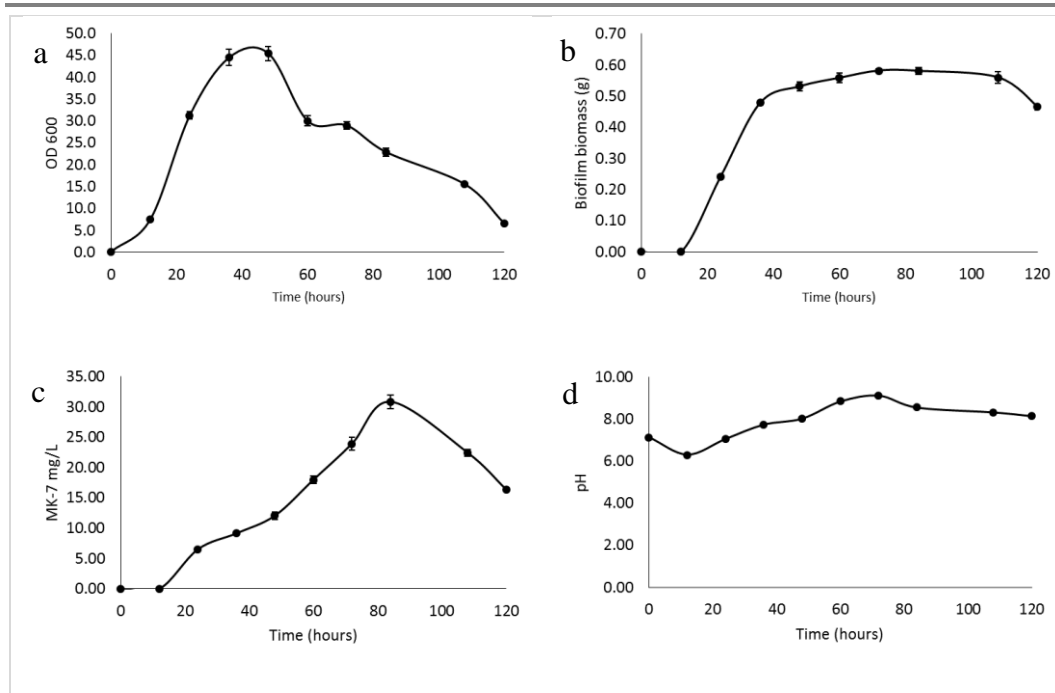 a
50.0
45.0
40.0
35.0
30.0
25.0
20.0
15.0
10.0
5.0
0.0
OD 600
0 20 40 60 80 100 120
Time (hours)
b
0.70
0.60
0.50
0.40
0.30
0.20
0.10
0.00
Biofilm biomass (g)
0 20 40 60 80 100 120
Time (hours)
c
35.00
30.00
25.00
20.00
15.00
10.00
5.00
0.00
MK-7 mg/L
0 20 40 60 80 100 120
Time (hours)
d
10.00
8.00
6.00
4.00
2.00
0.00
pH
0 20 40 60 80 100 120
Time (hours)